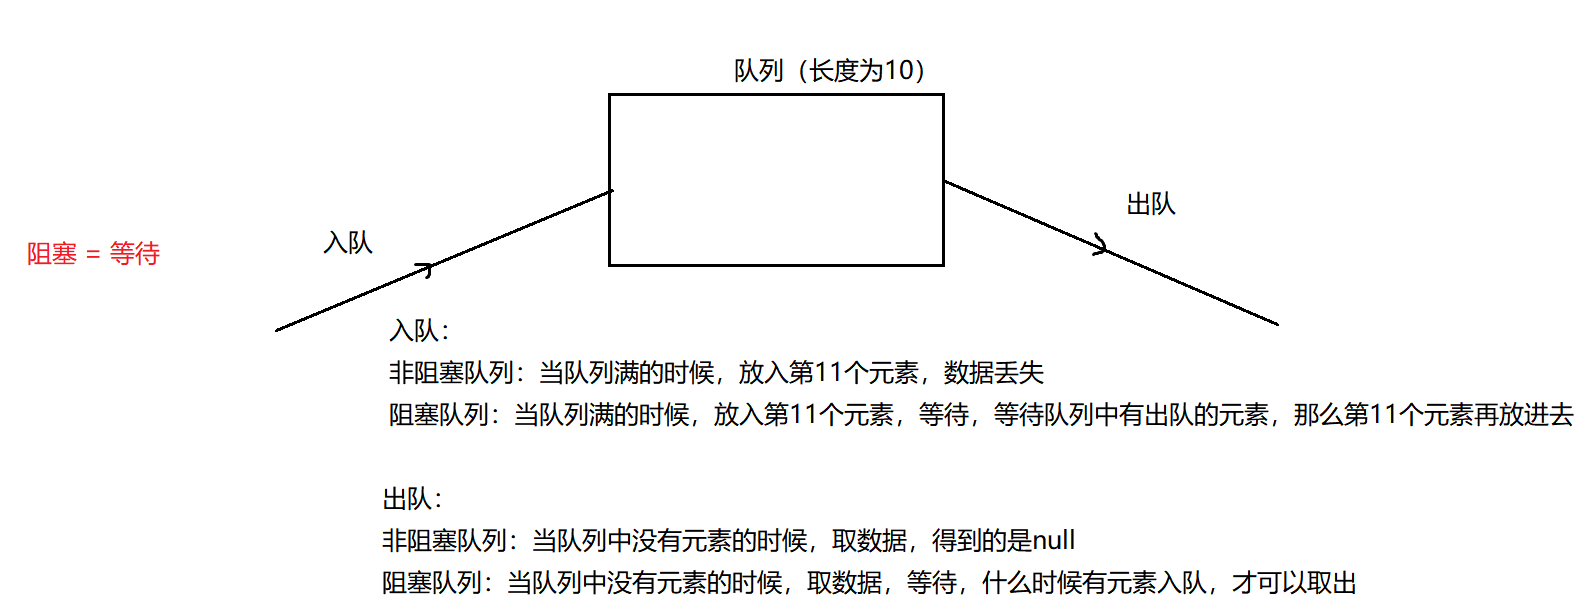 队列（长度为10）
出队
入队
阻塞 = 等待
入队：
非阻塞队列：当队列满的时候，放入第11个元素，数据丢失
阻塞队列：当队列满的时候，放入第11个元素，等待，等待队列中有出队的元素，那么第11个元素再放进去
出队：
非阻塞队列：当队列中没有元素的时候，取数据，得到的是null
阻塞队列：当队列中没有元素的时候，取数据，等待，什么时候有元素入队，才可以取出